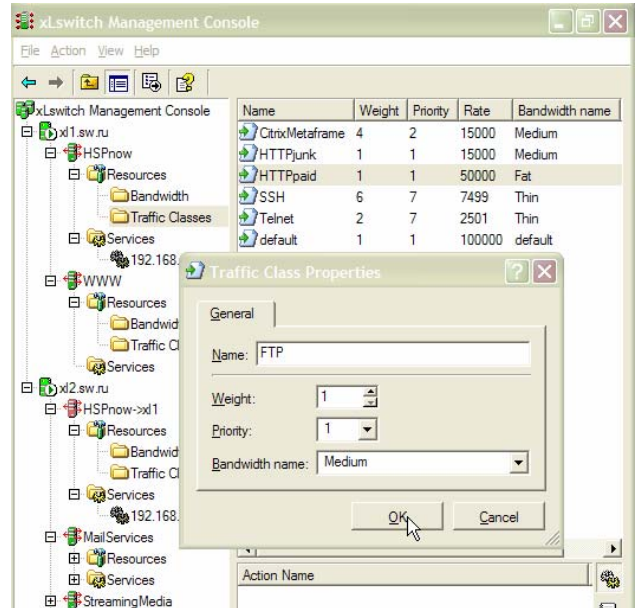 xLswitch Management Console
File Action View Help
xLswitch Management Console
xl1.sw.ru
HSPnow
Resources
Bandwidth
Traffic Classes
Services
192.168.
WWW
Resources
Bandwid
Traffic Cl
Services
xl2.sw.ru
HSPnow->xl1
Resources
Bandwid
Traffic Cl
Services
192.168.
MailServices
Resources
Services
StreamingMedia
Name Weight Priority Rate Bandwidth name
CitrixMetaframe 4 2 15000 Medium
HTTPjunk 1 1 15000 Medium
HTTPpaid 1 1 50000 Fat
SSH 6 7 7499 Thin
Telnet 2 7 2501 Thin
default 1 1 100000 default
Traffic Class Properties
General
Name: FTP
Weight: 1
Priority: 1
Bandwidth name: Medium
OK Cancel
Action Name